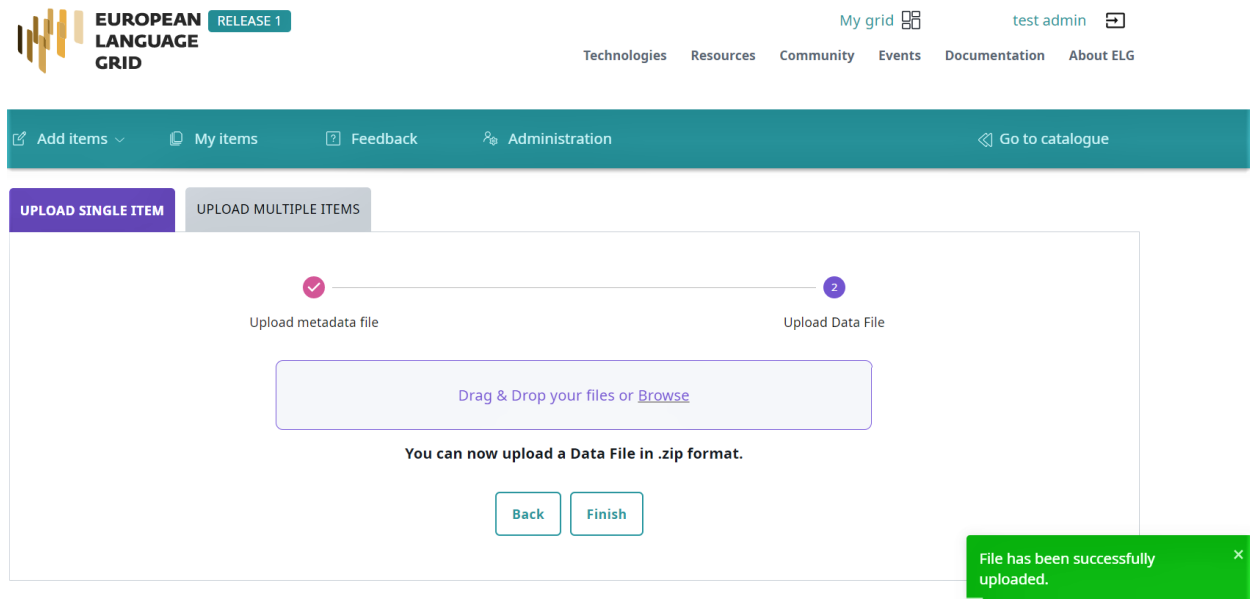 EUROPEAN
LANGUAGE
GRID
RELEASE 1
My grid
test admin
Technologies
Resources
Community
Events
Documentation
About ELG
Add items
My items
? Feedback
Administration
Go to catalogue
UPLOAD SINGLE ITEM
UPLOAD MULTIPLE ITEMS
2
Upload metadata file
Upload Data File
Drag & Drop your files or Browse
You can now upload a Data File in .zip format.
Back
Finish
File has been successfully
uploaded.